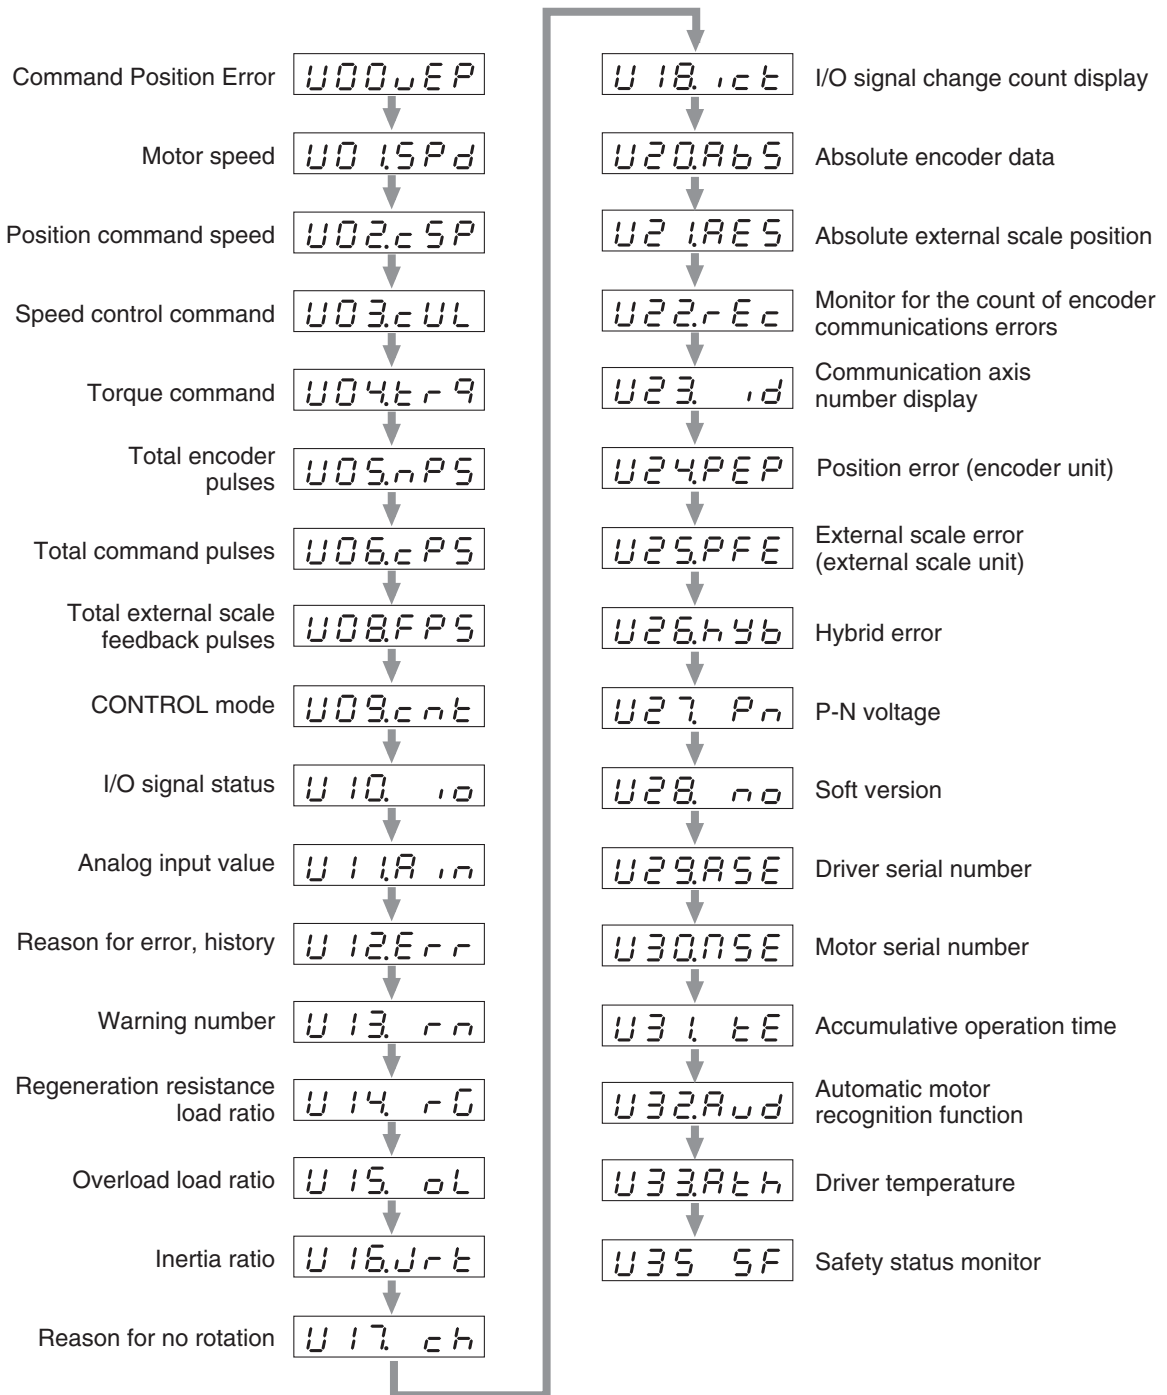 Command Position Error U00uEP
Motor speed U01.SPd
Position command speed U02.cSP
Speed control command U03.cUL
Torque command U04.trq
Total encoder
pulses U05.nPS
Total command pulses U06.cPS
Total external scale
feedback pulses U08.FPS
CONTROL mode U09.cnt
I/O signal status U10. io
Analog input value U11.Ain
Reason for error, history U12.Err
Warning number U13. rn
Regeneration resistance
load ratio U14. rG
Overload load ratio U15. oL
Inertia ratio U16.Jrt
Reason for no rotation U17. ch
U18.ict I/O signal change count display
U20.AbS Absolute encoder data
U21.AES Absolute external scale position
U22.rEc Monitor for the count of encoder
communications errors
U23. id Communication axis
number display
U24.PEP Position error (encoder unit)
U25.PFE External scale error
(external scale unit)
U26.hyb Hybrid error
U27. Pn P-N voltage
U28. no Soft version
U29.ASE Driver serial number
U30.nSE Motor serial number
U31. tE Accumulative operation time
U32.Aud Automatic motor
recognition function
U33.Ath Driver temperature
U35 SF Safety status monitor